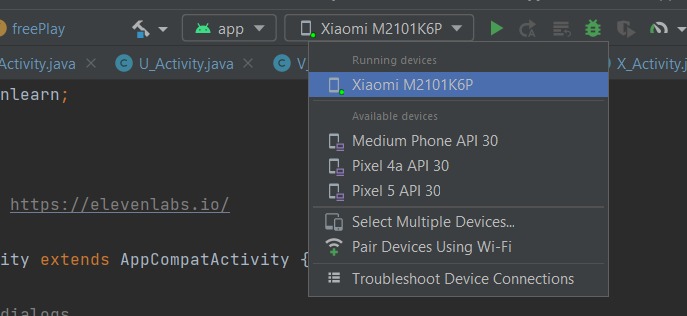 freePlay app Xiaomi M2101K6P
Activity.java U_Activity.java V_ X_Activity.
Running devices
Xiaomi M2101K6P
nlearn;
Available devices
Medium Phone API 30
Pixel 4a API 30
Pixel 5 API 30
https://elevenlabs.io/
Select Multiple Devices...
Pair Devices Using Wi-Fi
ity extends AppCompatActivity {
Troubleshoot Device Connections
dialogs